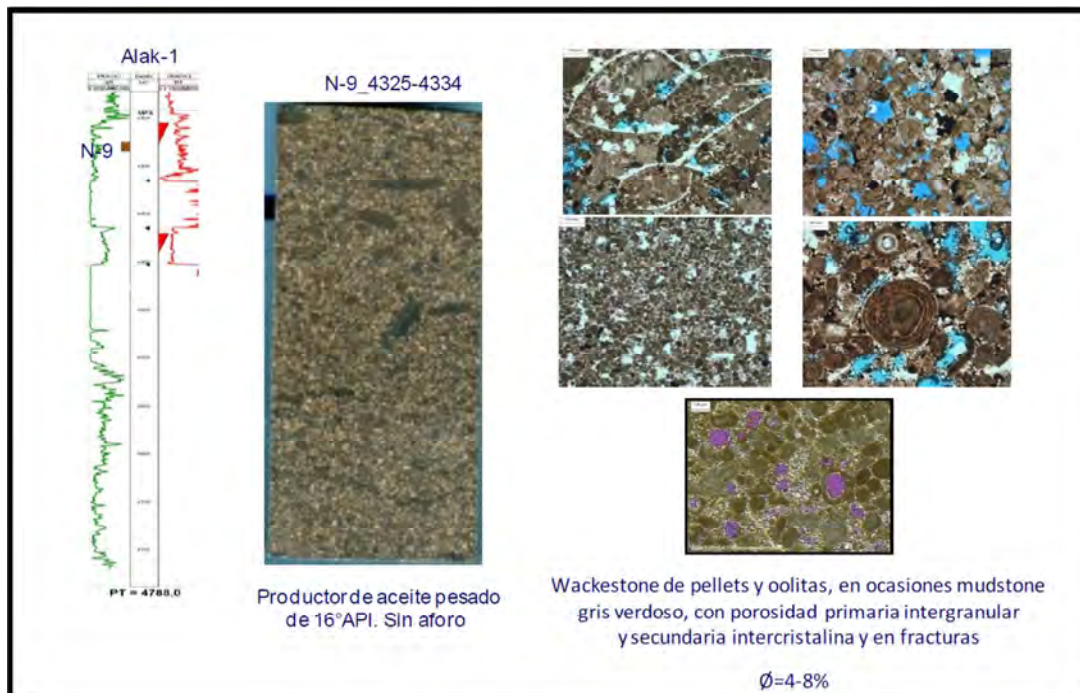 Alak-1
N-9
PT = 4788.0
N-9_4325-4334
Productor de aceite pesado
de 16°API. Sin aforo
Wackestone de pellets y oolitas, en ocasiones mudstone
gris verdoso, con porosidad primaria intergranular
y secundaria intercristalina y en fracturas
Ø=4-8%